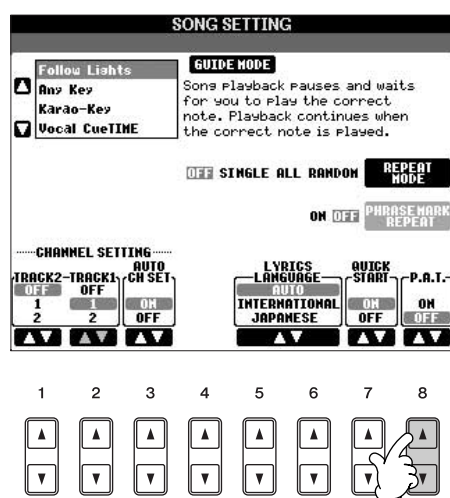 SONG SETTING
Follow Lights
Any Key
Karao-Key
Vocal CueTIME
GUIDE MODE
Song playback pauses and waits
for you to play the correct
note. Playback continues when
the correct note is played.
OFF SINGLE ALL RANDOM REPEAT MODE
ON OFF PHRASE MARK REPEAT
CHANNEL SETTING
TRACK2 TRACK1 AUTO CH SET
OFF OFF
1 1 ON
2 2 OFF
LYRICS LANGUAGE
AUTO
INTERNATIONAL
JAPANESE
QUICK START
ON
OFF
P.A.T.
ON
OFF
1 2 3 4 5 6 7 8